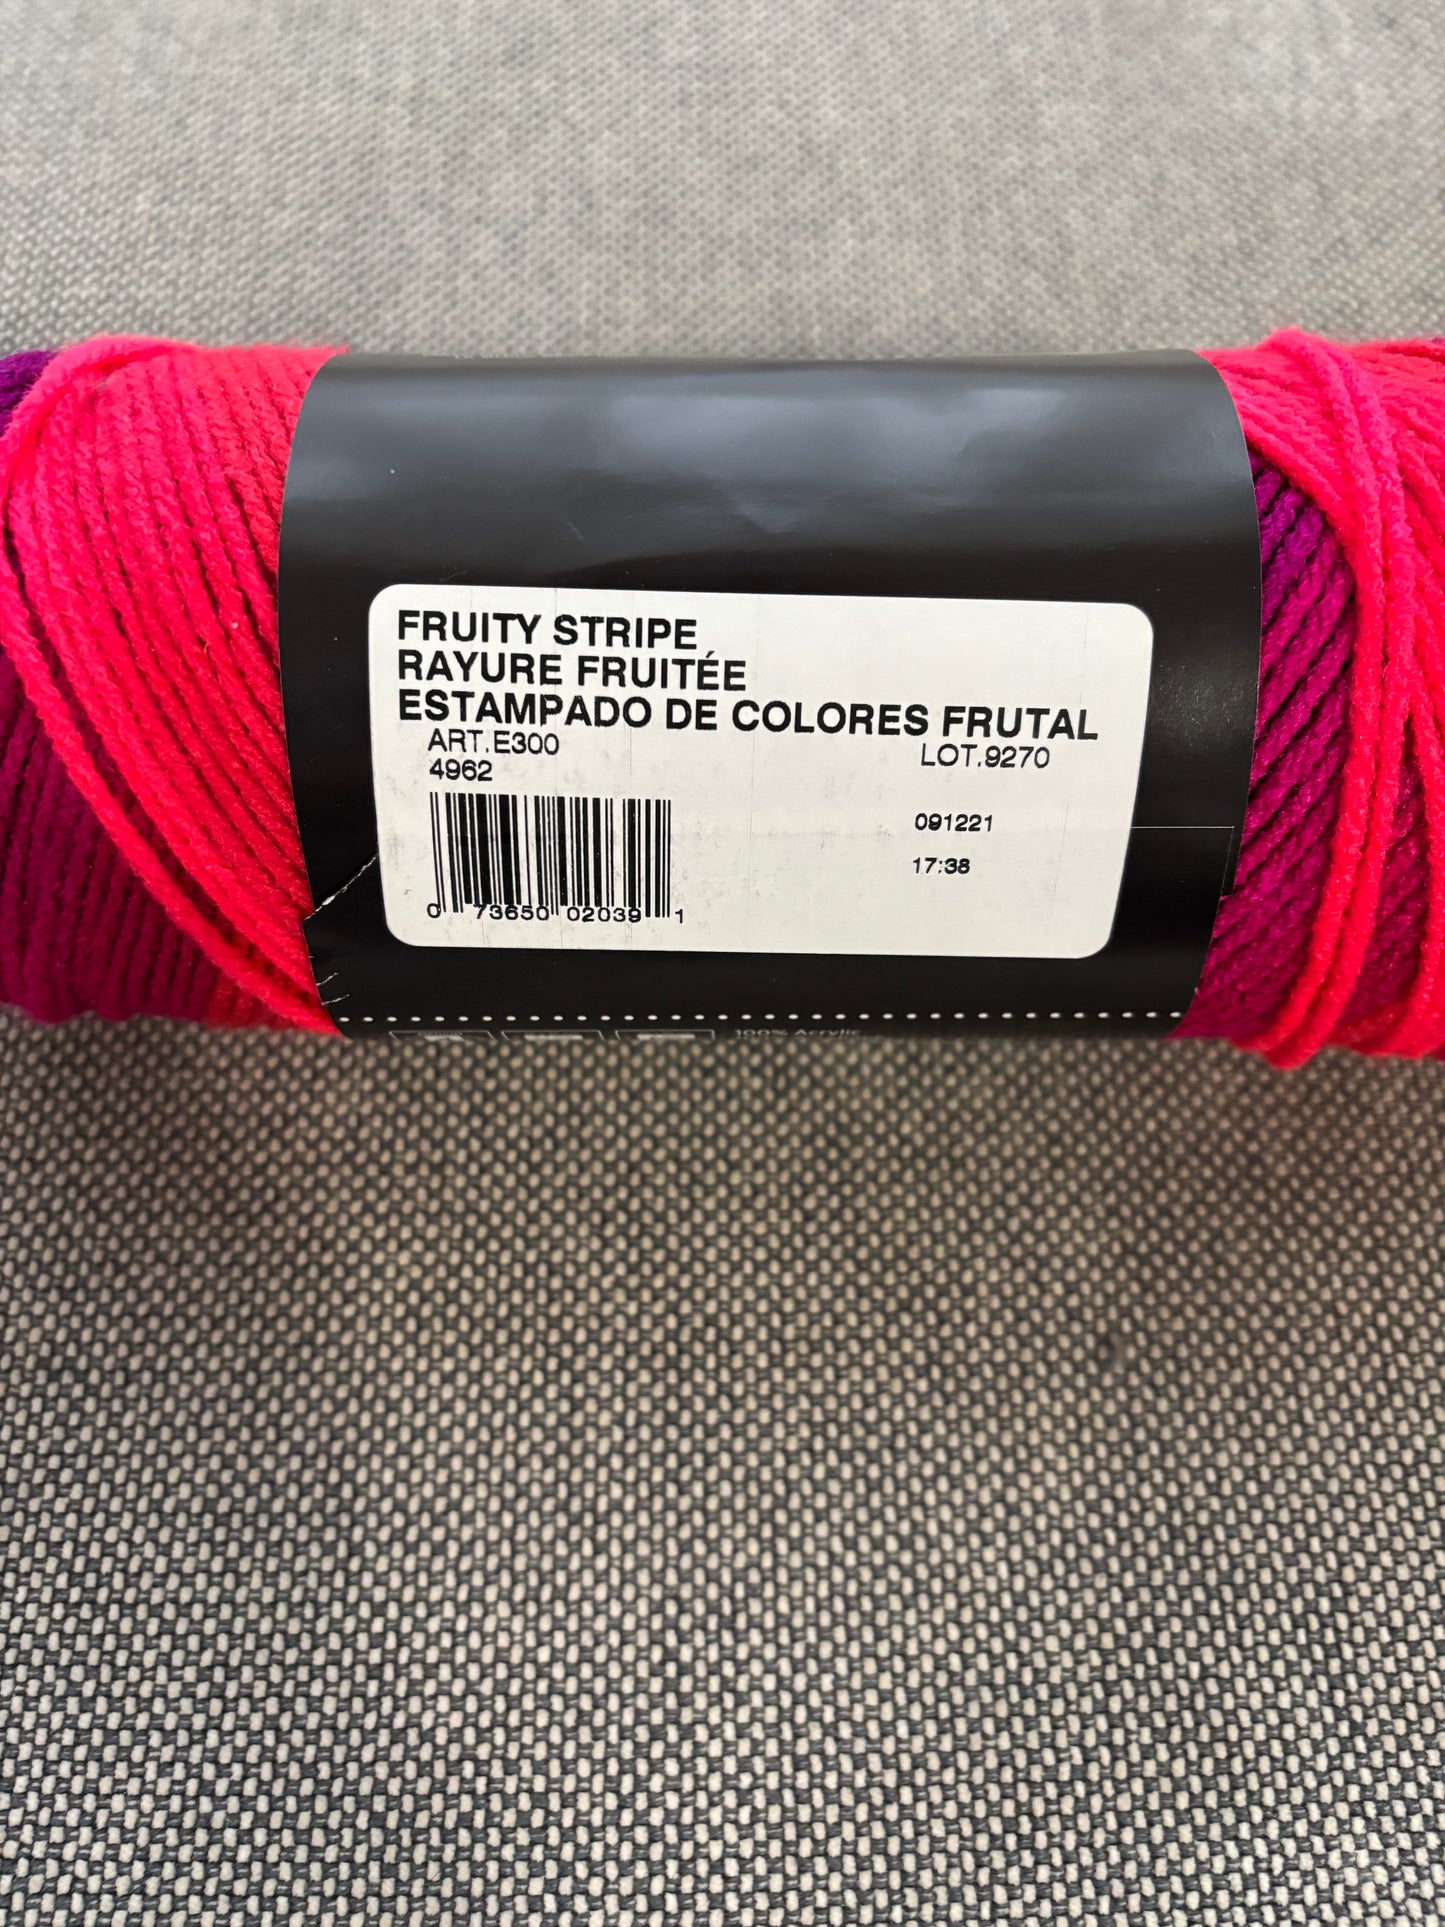 FRUITY STRIPE
RAYURE FRUITÉE
ESTAMPADO DE COLORES FRUTAL
ART.E300
LOT.9270
4962
091221
17:38
0 73650 02039 1
100% Acrylic